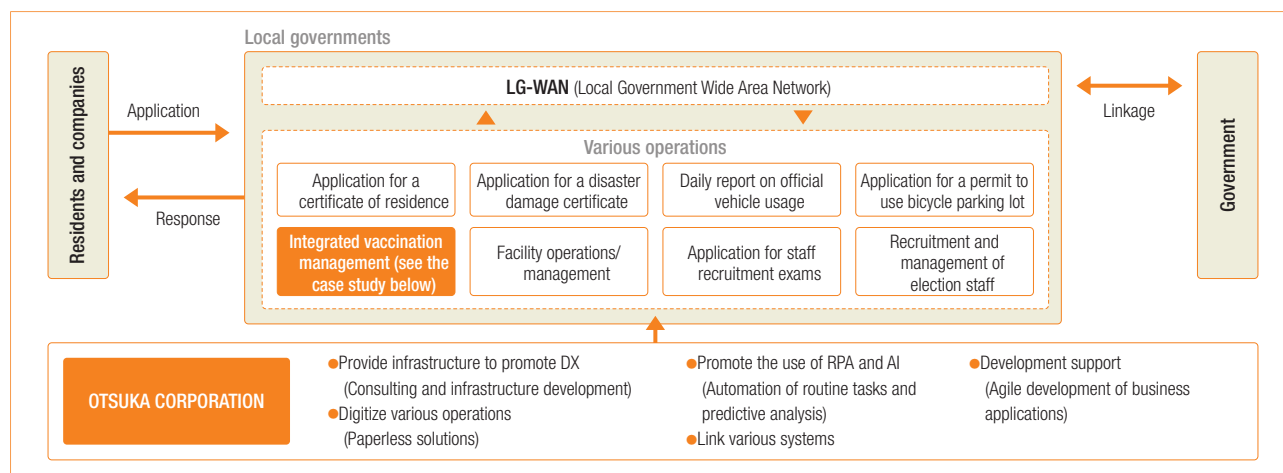 Local governments
Residents and companies
Application
Response
LG-WAN (Local Government Wide Area Network)
Various operations
Application for a
certificate of residence
Application for a disaster
damage certificate
Daily report on official
vehicle usage
Application for a permit to
use bicycle parking lot
Integrated vaccination
management (see the
case study below)
Facility operations/
management
Application for staff
recruitment exams
Recruitment and
management of
election staff
Linkage
Government
OTSUKA CORPORATION
●Provide infrastructure to promote DX
(Consulting and infrastructure development)
●Digitize various operations
(Paperless solutions)
●Promote the use of RPA and AI
(Automation of routine tasks and
predictive analysis)
●Link various systems
●Development support
(Agile development of business
applications)